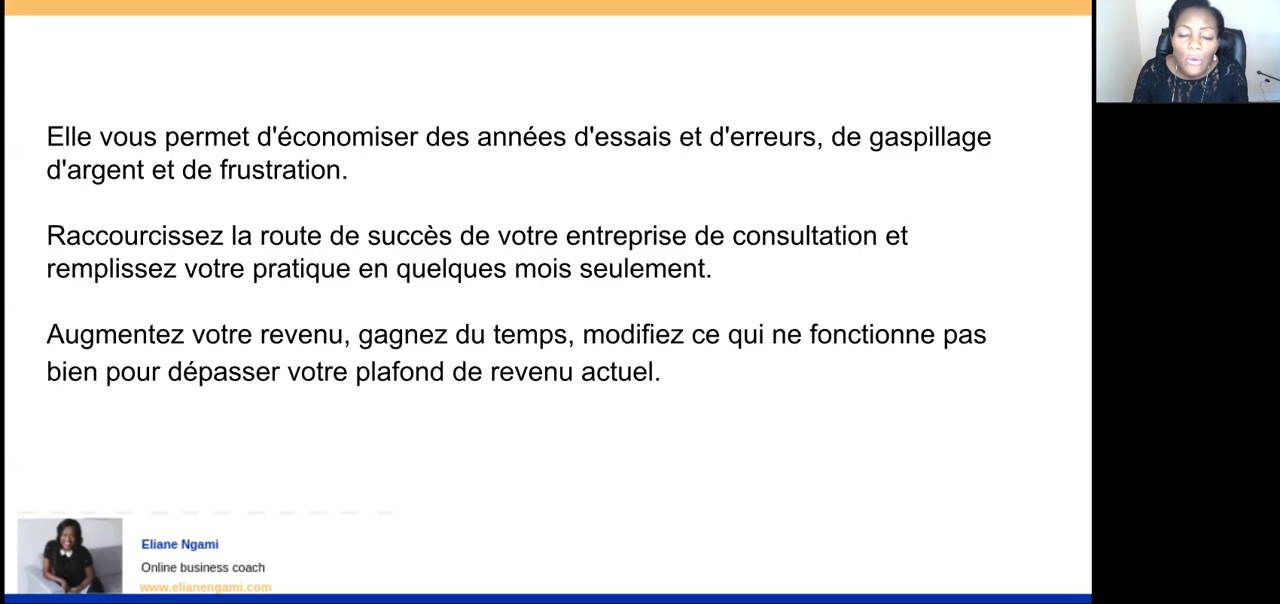 Elle vous permet d'économiser des années d'essais et d'erreurs, de gaspillage
d'argent et de frustration.
Raccourcissez la route de succès de votre entreprise de consultation et
remplissez votre pratique en quelques mois seulement.
Augmentez votre revenu, gagnez du temps, modifiez ce qui ne fonctionne pas
bien pour dépasser votre plafond de revenu actuel.
Eliane Ngami
Online business coach
www.elianengami.com